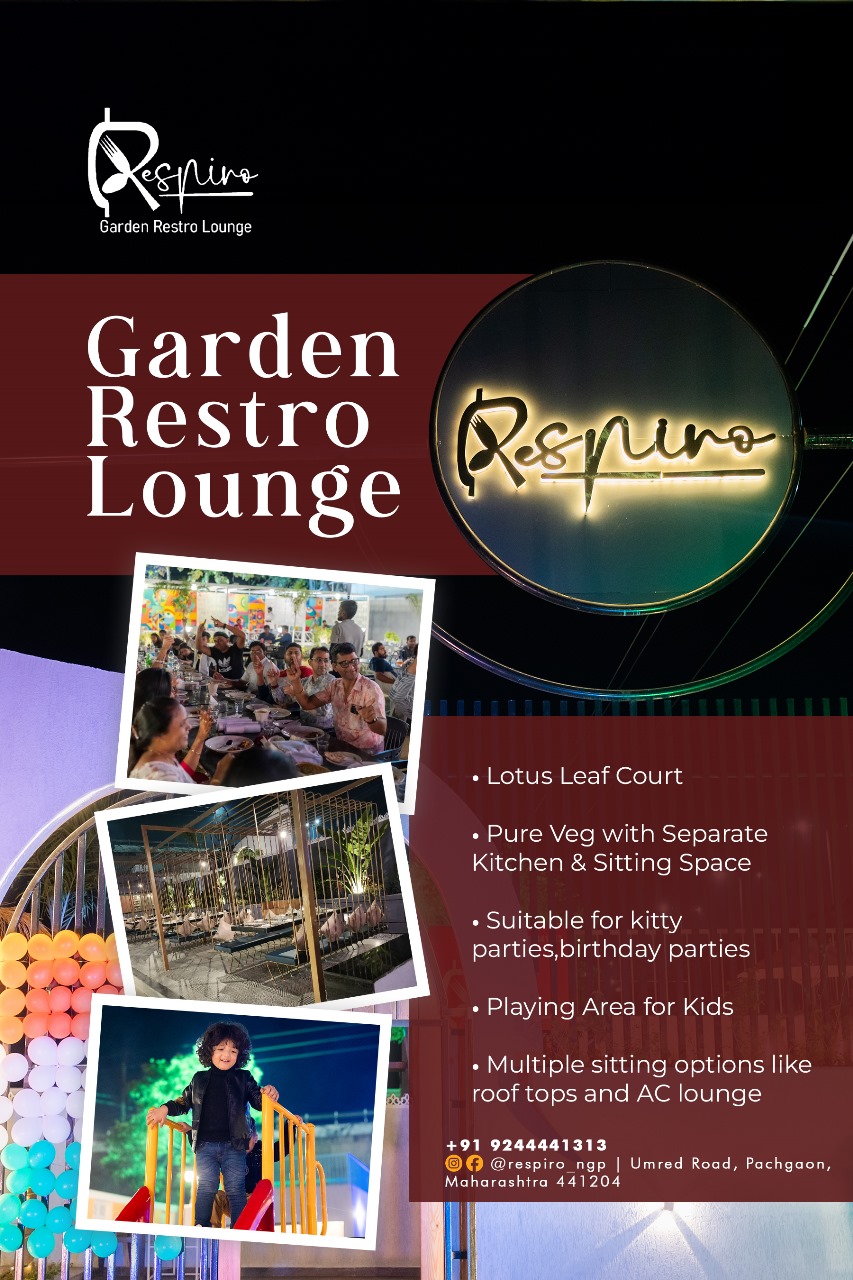 Respiro
Garden Restro Lounge
Garden
Restro
Lounge
Respiro
• Lotus Leaf Court
• Pure Veg with Separate
Kitchen & Sitting Space
• Suitable for kitty
parties,birthday parties
• Playing Area for Kids
• Multiple sitting options like
roof tops and AC lounge
+91 9244441313
@respiro_ngp | Umred Road, Pachgaon,
Maharashtra 441204